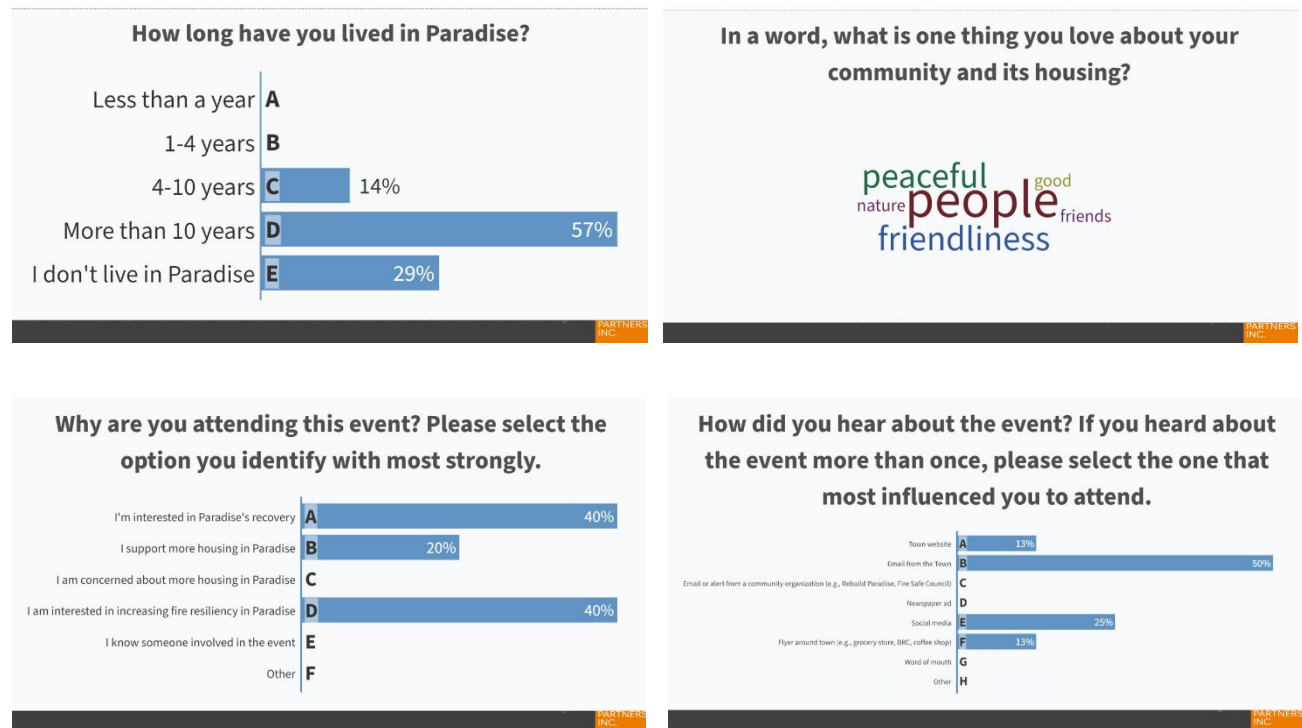 How long have you lived in Paradise?
Less than a year A
1-4 years B
4-10 years C 14%
More than 10 years D 57%
I don't live in Paradise E 29%
PARTNERS
INC.
In a word, what is one thing you love about your
community and its housing?
peaceful
good
nature people friends
friendliness
PARTNERS
INC.
Why are you attending this event? Please select the
option you identify with most strongly.
I'm interested in Paradise's recovery A 40%
I support more housing in Paradise B 20%
I am concerned about more housing in Paradise C
I am interested in increasing fire resiliency in Paradise D 40%
I know someone involved in the event E
Other F
PARTNERS
INC.
How did you hear about the event? If you heard about
the event more than once, please select the one that
most influenced you to attend.
Town website A 13%
Email from the Town B 50%
Email or alert from a community organization (e.g., Rebuild Paradise, Fire Safe Council) C
Newspaper ad D
Social media E 25%
Flyer around town (e.g., grocery store, BRC, coffee shop) F 13%
Word of mouth G
Other H
PARTNERS
INC.